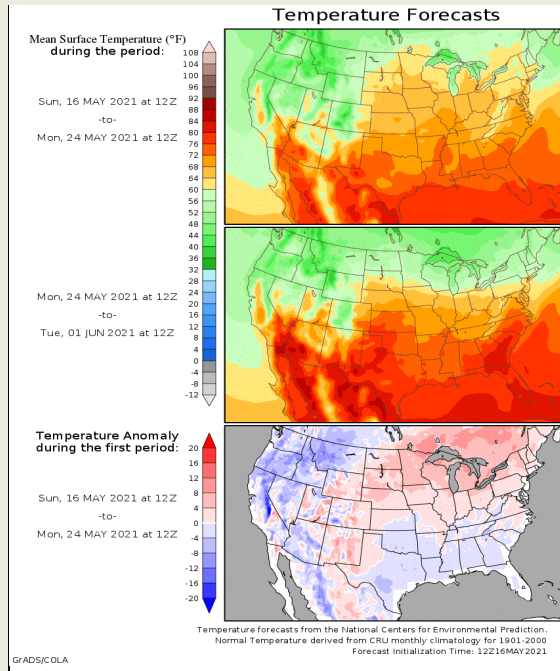 Temperature Forecasts
Mean Surface Temperature (°F)
during the period:
Sun, 16 MAY 2021 at 12Z
-to-
Mon, 24 MAY 2021 at 12Z
108
104
100
96
92
88
84
80
76
72
68
64
60
56
52
48
44
40
36
32
28
24
20
16
12
8
4
0
-4
-8
-12
Mon, 24 MAY 2021 at 12Z
-to-
Tue, 01 JUN 2021 at 12Z
Temperature Anomaly
during the first period:
Sun, 16 MAY 2021 at 12Z
-to-
Mon, 24 MAY 2021 at 12Z
20
16
12
8
4
0
-4
-8
-12
-16
-20
Temperature forecasts from the National Centers for Environmental Prediction.
Normal Temperature derived from CRU monthly climatology for 1901-2000
Forecast Initialization Time: 12Z16MAY2021
GrADS/COLA